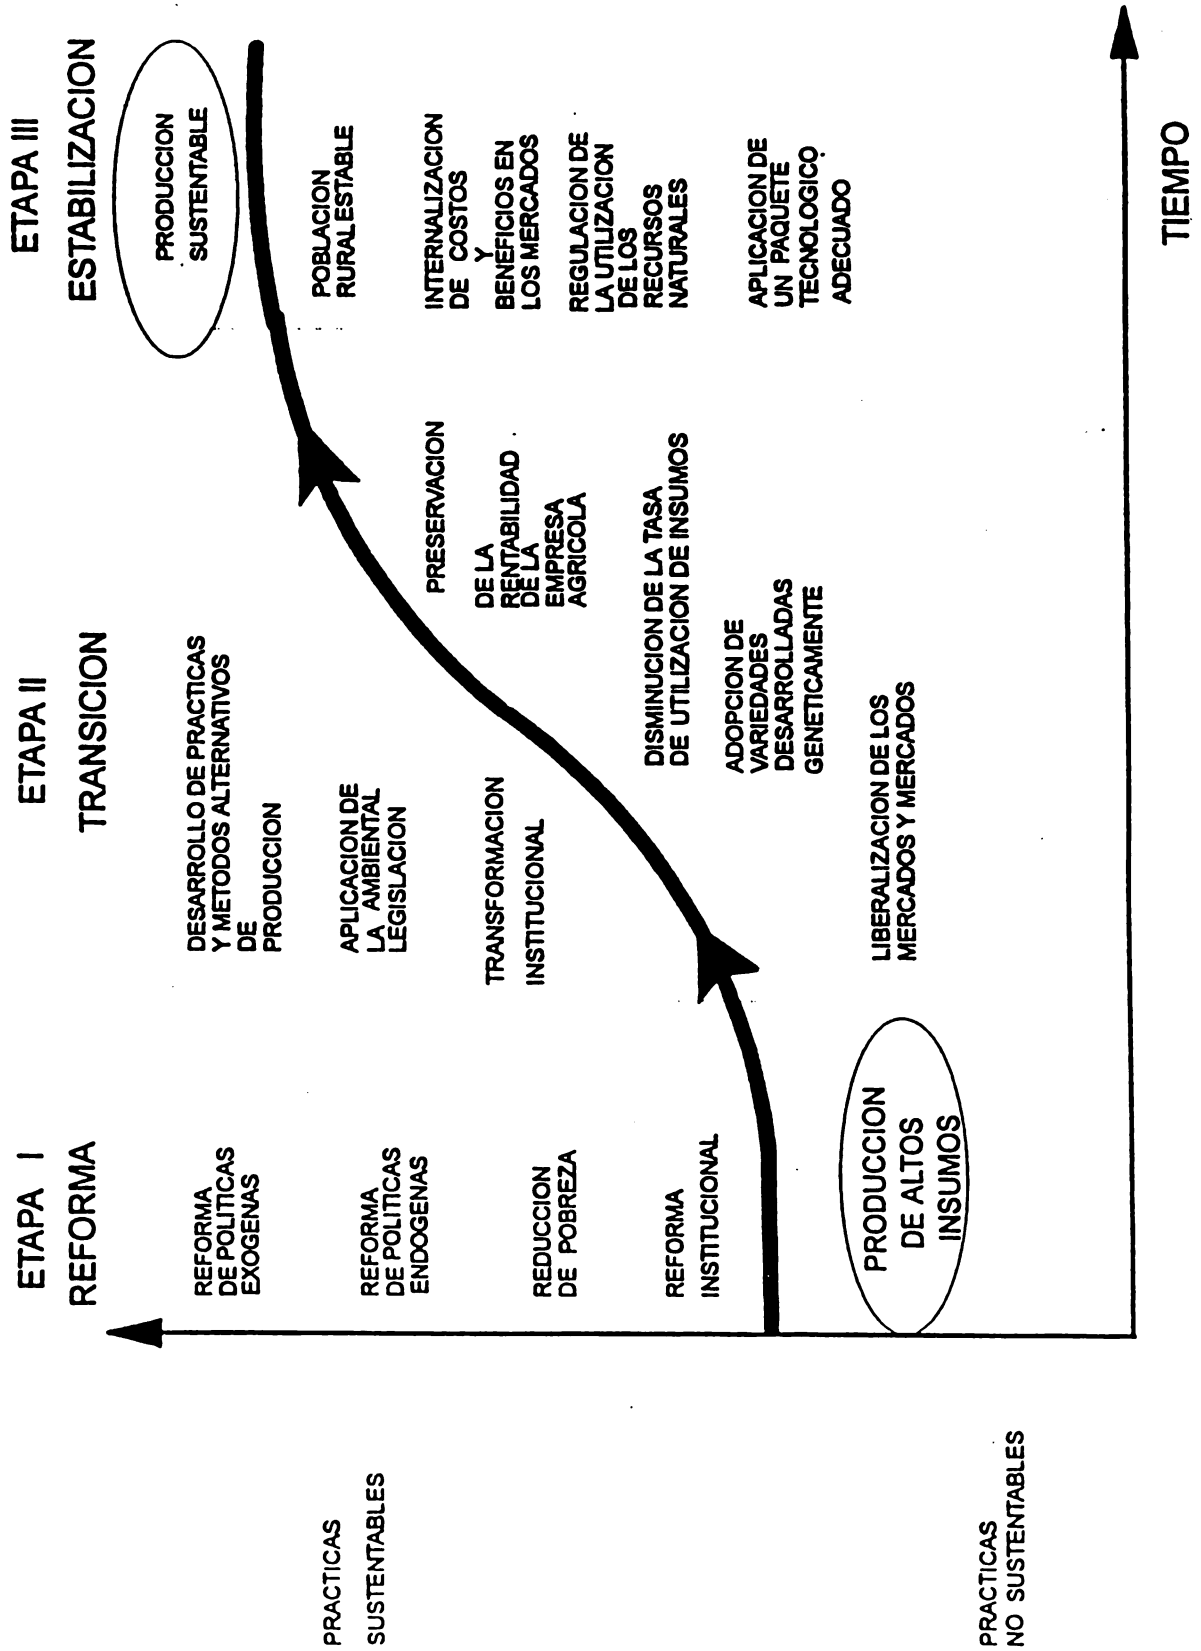 ETAPA I
REFORMA
ETAPA II
TRANSICION
ETAPA III
ESTABILIZACION
PRACTICAS
SUSTENTABLES
PRACTICAS
NO SUSTENTABLES
REFORMA
DE POLITICAS
EXOGENAS
REFORMA
DE POLITICAS
ENDOGENAS
REDUCCION
DE POBREZA
REFORMA
INSTITUCIONAL
PRODUCCION
DE ALTOS
INSUMOS
DESARROLLO DE PRACTICAS
Y METODOS ALTERNATIVOS
DE
PRODUCCION
APLICACION DE
LA AMBIENTAL
LEGISLACION
TRANSFORMACION
INSTITUCIONAL
PRESERVACION
DE LA
RENTABILIDAD
DE LA
EMPRESA
AGRICOLA
DISMINUCION DE LA TASA
DE UTILIZACION DE INSUMOS
ADOPCION DE
VARIEDADES
DESARROLLADAS
GENETICAMENTE
LIBERALIZACION DE LOS
MERCADOS Y MERCADOS
PRODUCCION
SUSTENTABLE
POBLACION
RURAL ESTABLE
INTERNALIZACION
DE COSTOS
Y
BENEFICIOS EN
LOS MERCADOS
REGULACION DE
LA UTILIZACION
DE LOS
RECURSOS
NATURALES
APLICACION DE
UN PAQUETE
TECNOLOGICO
ADECUADO
TIEMPO